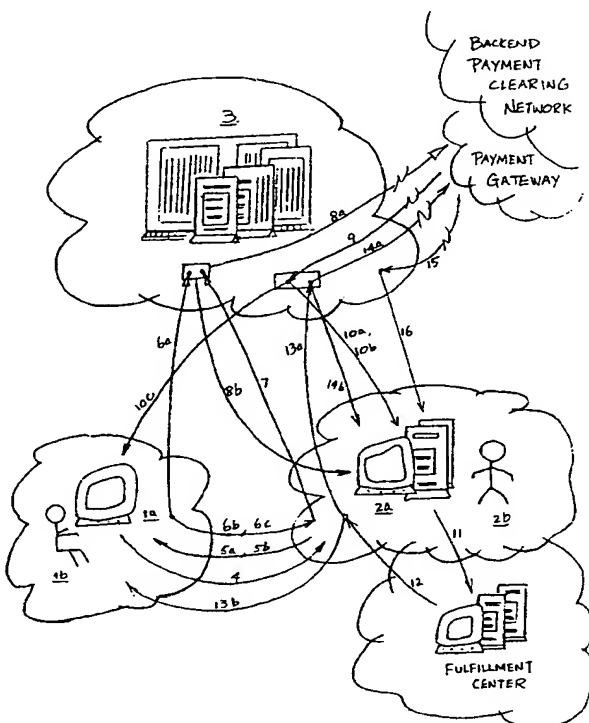 BACKEND
PAYMENT
CLEARING
NETWORK
PAYMENT
GATEWAY
3
8a
9
14a
15
6a
10c
8b
7
13a
10a,
10b
14b
16
1a
1b
6b, 6c
5a, 5b
4
13b
2a
2b
11
12
FULFILLMENT
CENTER